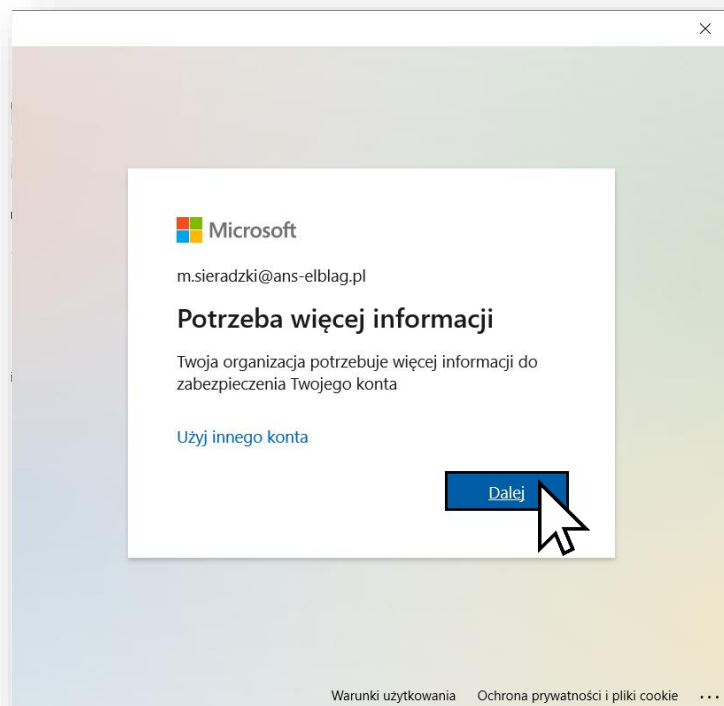 Microsoft
m.sieradzki@ans-elblag.pl
Potrzeba więcej informacji
Twoja organizacja potrzebuje więcej informacji do
zabezpieczenia Twojego konta
Użyj innego konta
Dalej
Warunki użytkowania Ochrona prywatności i pliki cookie ...